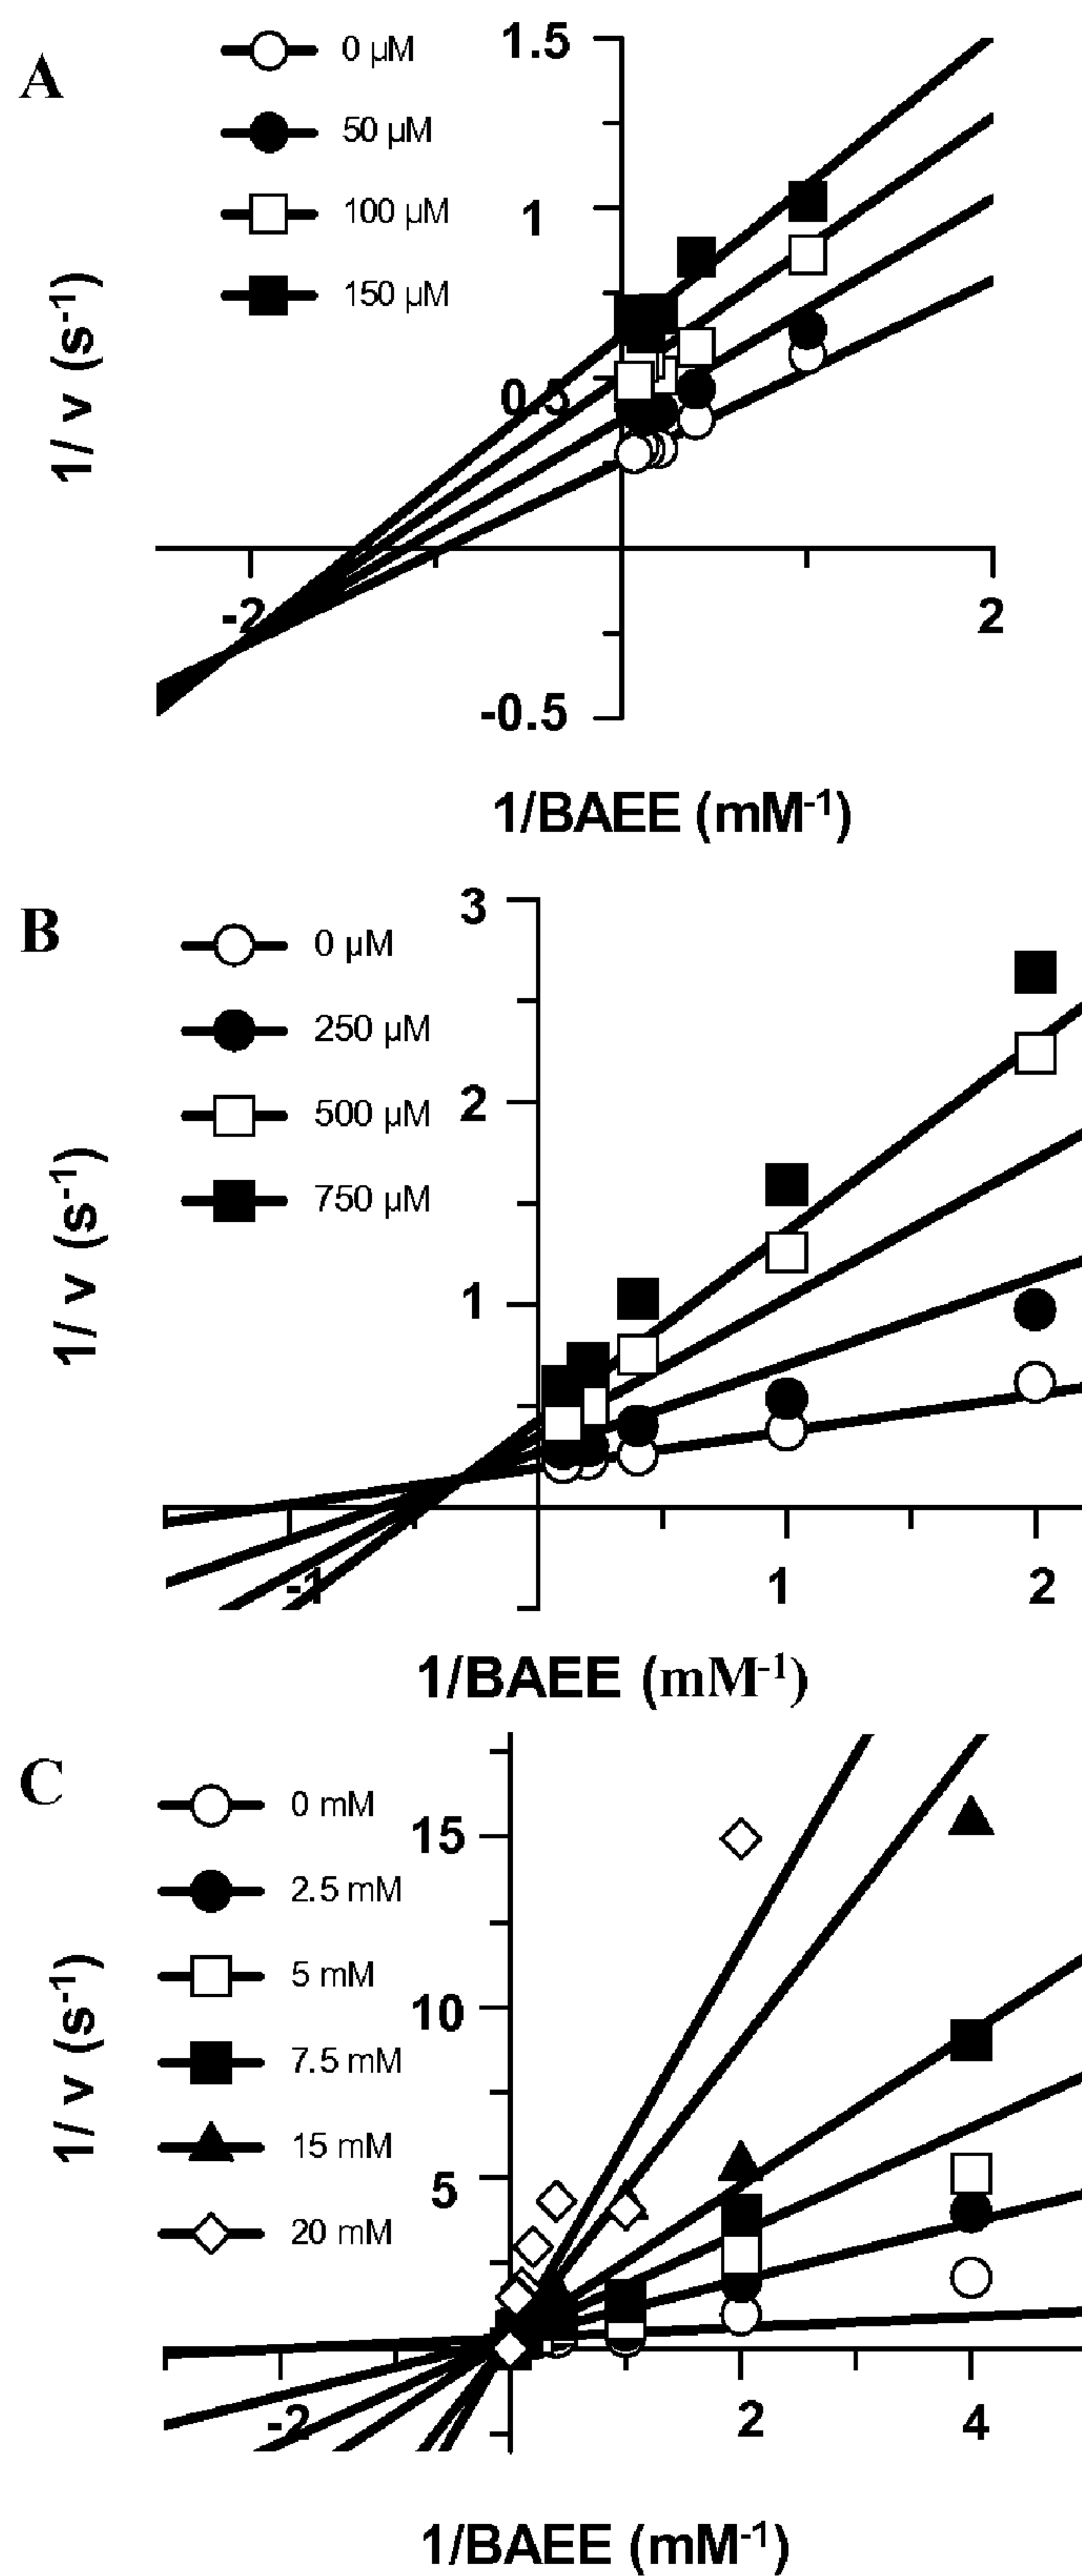 A
0 µM
50 µM
100 µM
150 µM
1.5
1
0.5
-0.5
-2
2
1/ v (s-1)
1/BAEE (mM-1)
B
0 µM
250 µM
500 µM
750 µM
3
2
1
-1
1
2
1/ v (s-1)
1/BAEE (mM-1)
C
0 mM
2.5 mM
5 mM
7.5 mM
15 mM
20 mM
15
10
5
-2
2
4
1/ v (s-1)
1/BAEE (mM-1)